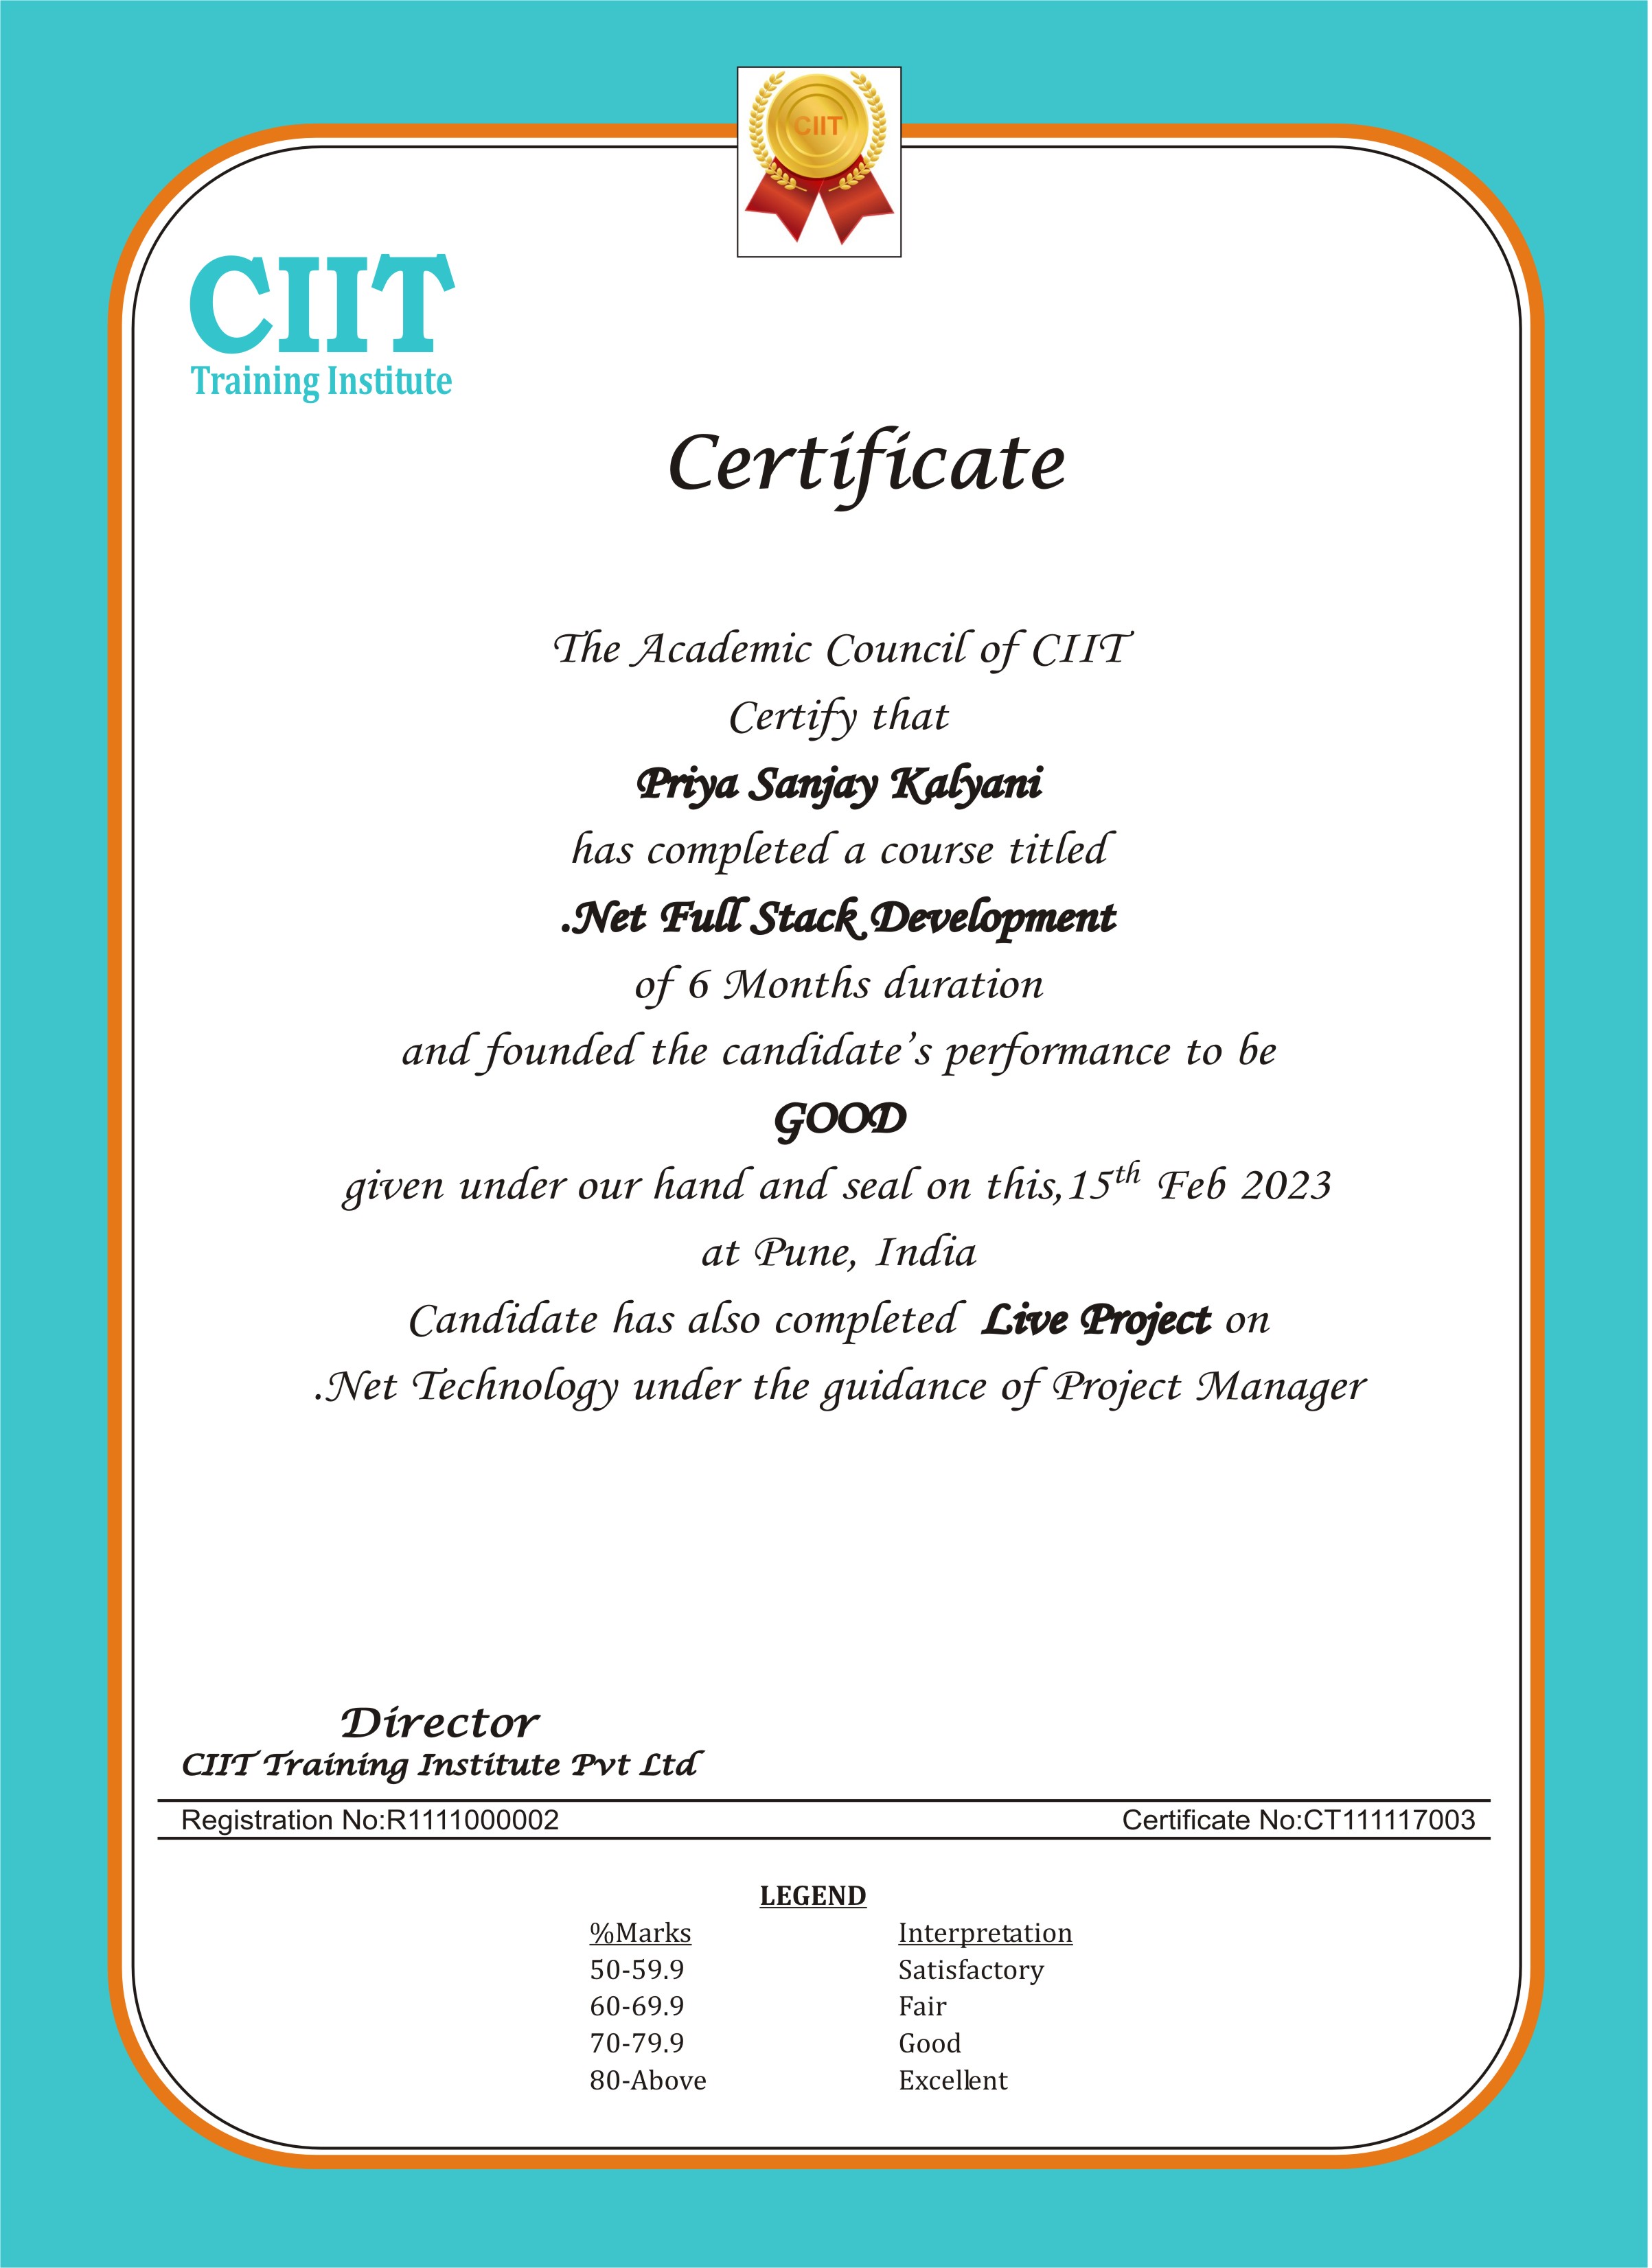 CIIT
CIIT
Training Institute
Certificate
The Academic Council of CIIT
Certify that
Priya Sanjay Kalyani
has completed a course titled
.Net Full Stack Development
of 6 Months duration
and founded the candidate’s performance to be
GOOD
given under our hand and seal on this,15th Feb 2023
at Pune, India
Candidate has also completed Live Project on
.Net Technology under the guidance of Project Manager
Director
CIIT Training Institute Pvt Ltd
Registration No:R1111000002 Certificate No:CT111117003
LEGEND
%Marks Interpretation
50-59.9 Satisfactory
60-69.9 Fair
70-79.9 Good
80-Above Excellent